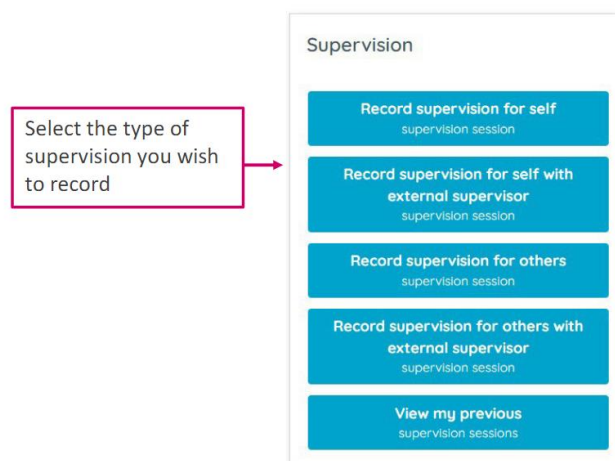 Supervision
Select the type of
supervision you wish
to record
Record supervision for self
supervision session
Record supervision for self with
external supervisor
supervision session
Record supervision for others
supervision session
Record supervision for others with
external supervisor
supervision session
View my previous
supervision sessions